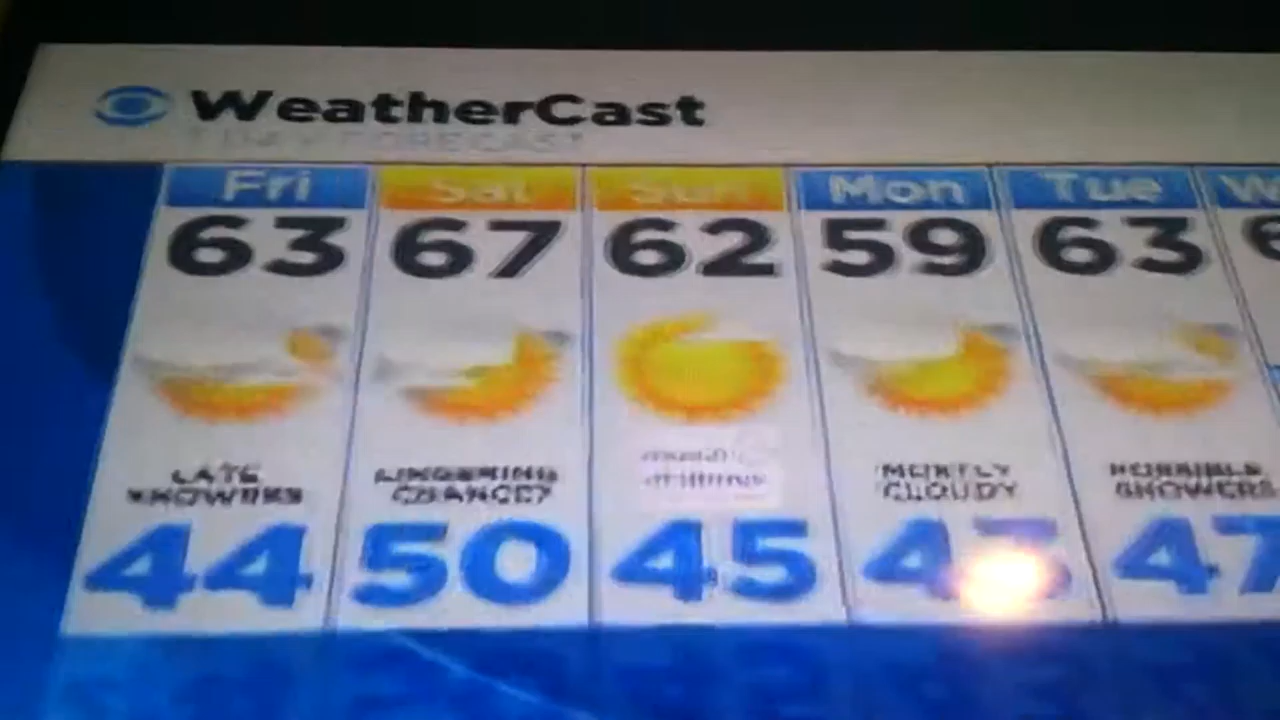 WeatherCast
Fri Sat Sun Mon Tue
63 67 62 59 63
LATE
SHOWERS
LINGERING
CHANCE?
MOSTLY
CLOUDY
SHOWERS
44 50 45 47